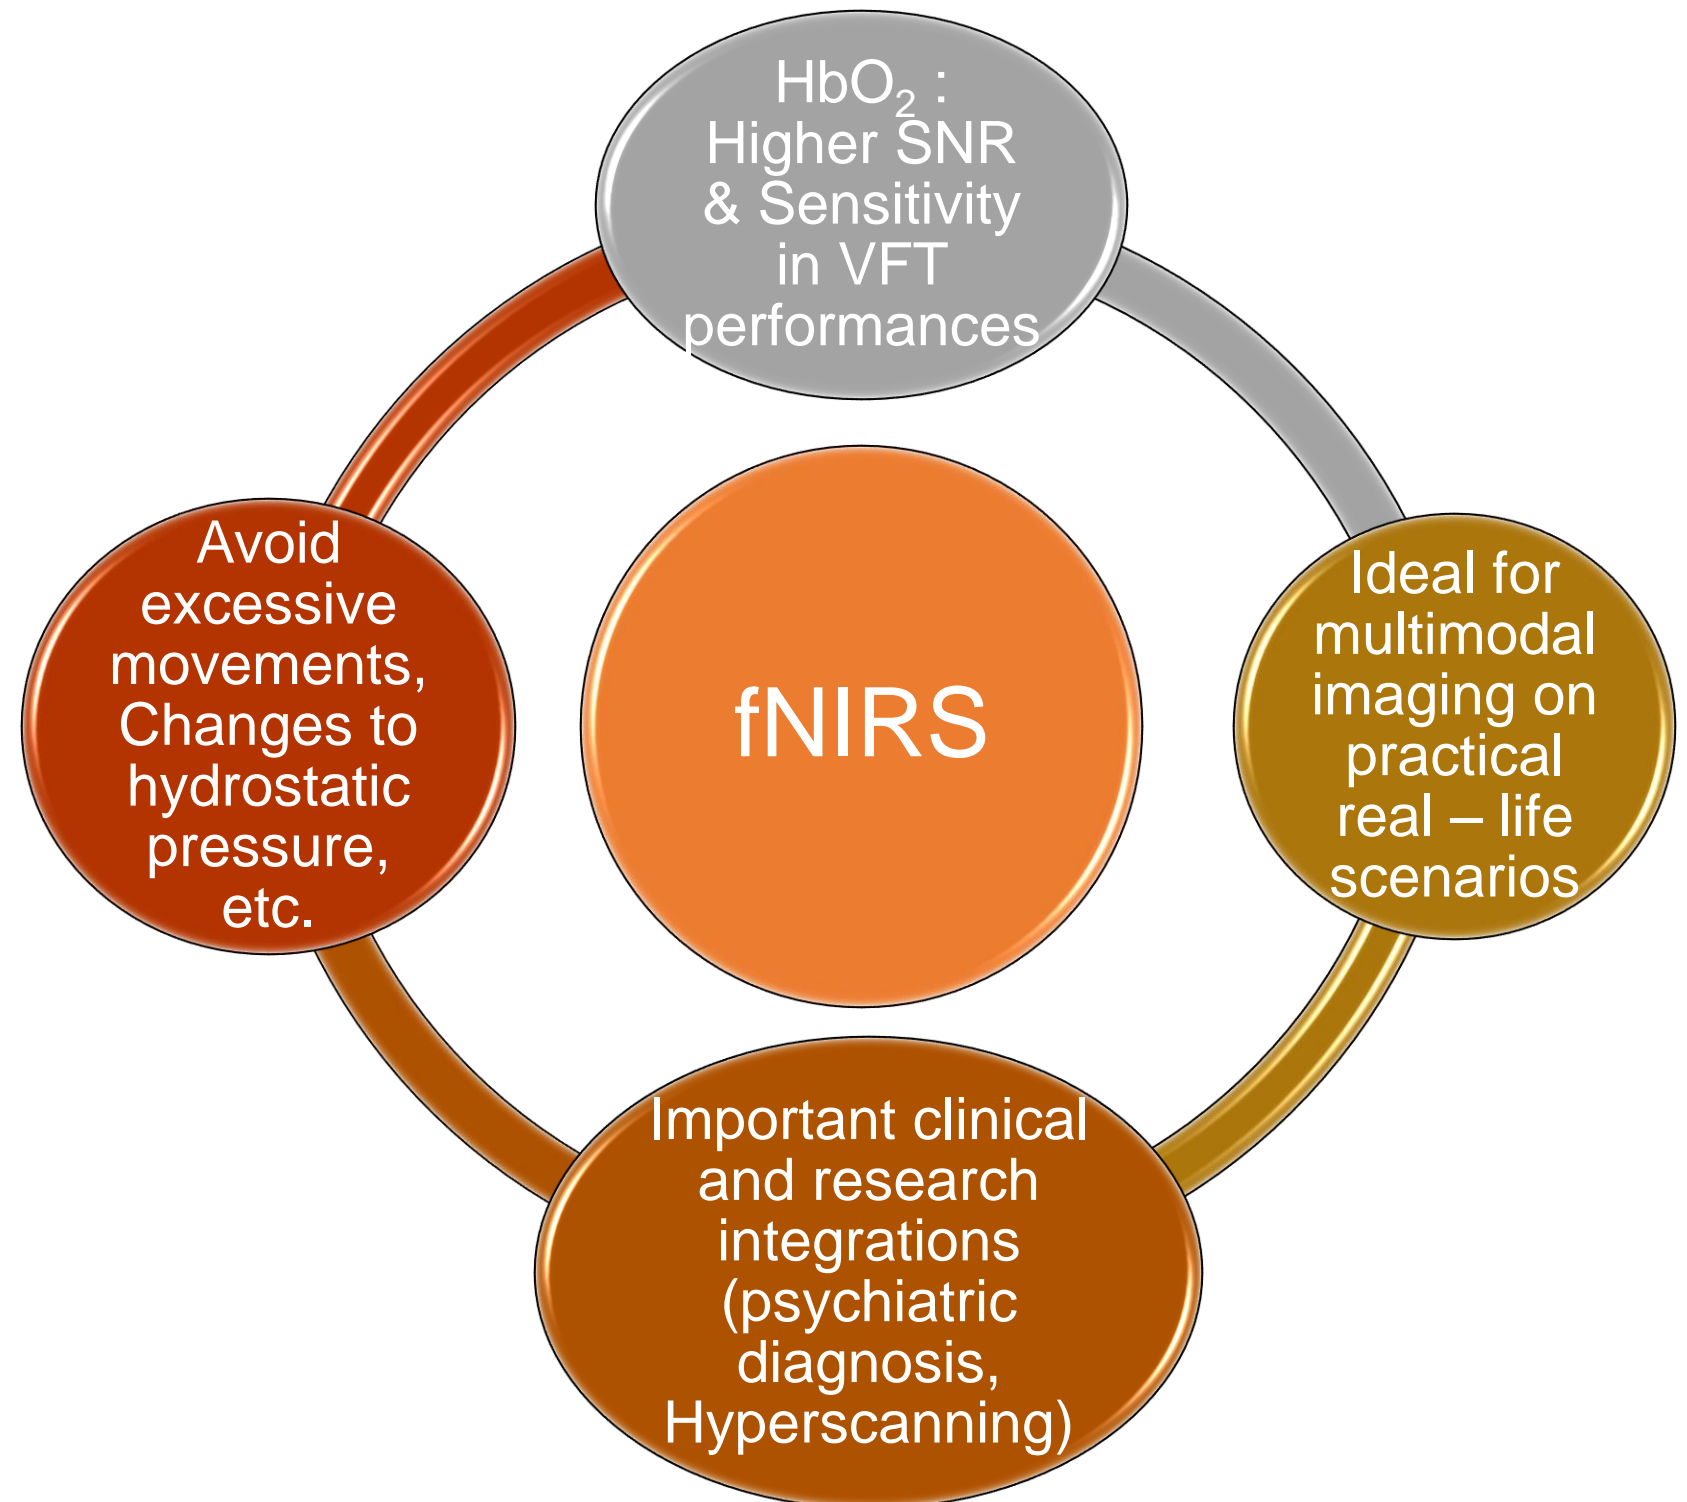 HbO₂ :
Higher SNR
& Sensitivity
in VFT
performances
Avoid
excessive
movements,
Changes to
hydrostatic
pressure,
etc.
fNIRS
Ideal for
multimodal
imaging on
practical
real – life
scenarios
Important clinical
and research
integrations
(psychiatric
diagnosis,
Hyperscanning)